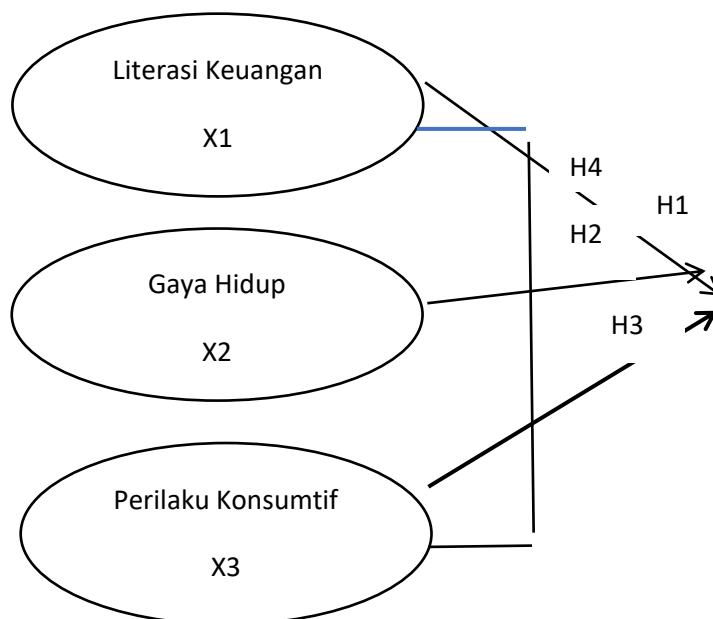 Literasi Keuangan
X1
H4
H1
H2
Gaya Hidup
X2
H3
Perilaku Konsumtif
X3